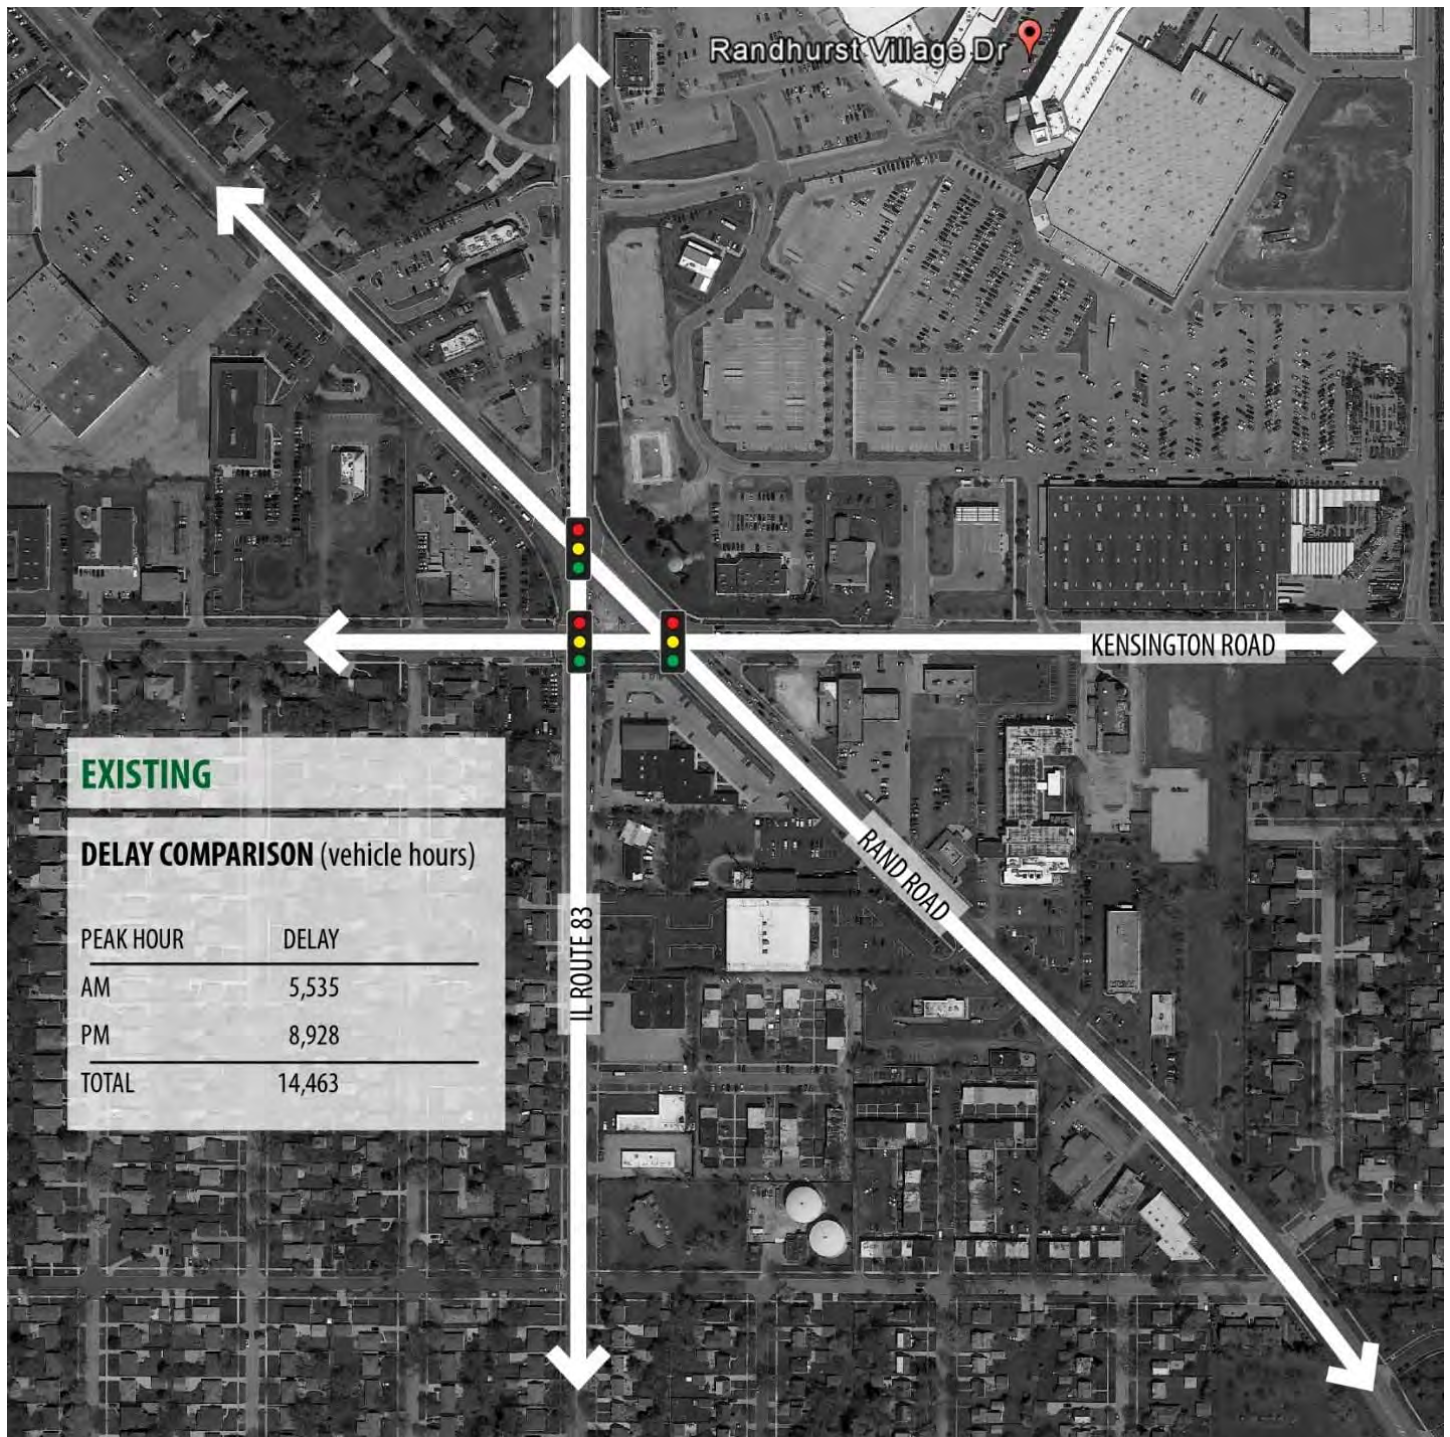 Randhurst Village Dr
KENSINGTON ROAD
EXISTING
DELAY COMPARISON (vehicle hours)
PEAK HOUR DELAY
AM 5,535
PM 8,928
TOTAL 14,463
RAND ROAD
IL ROUTE 83